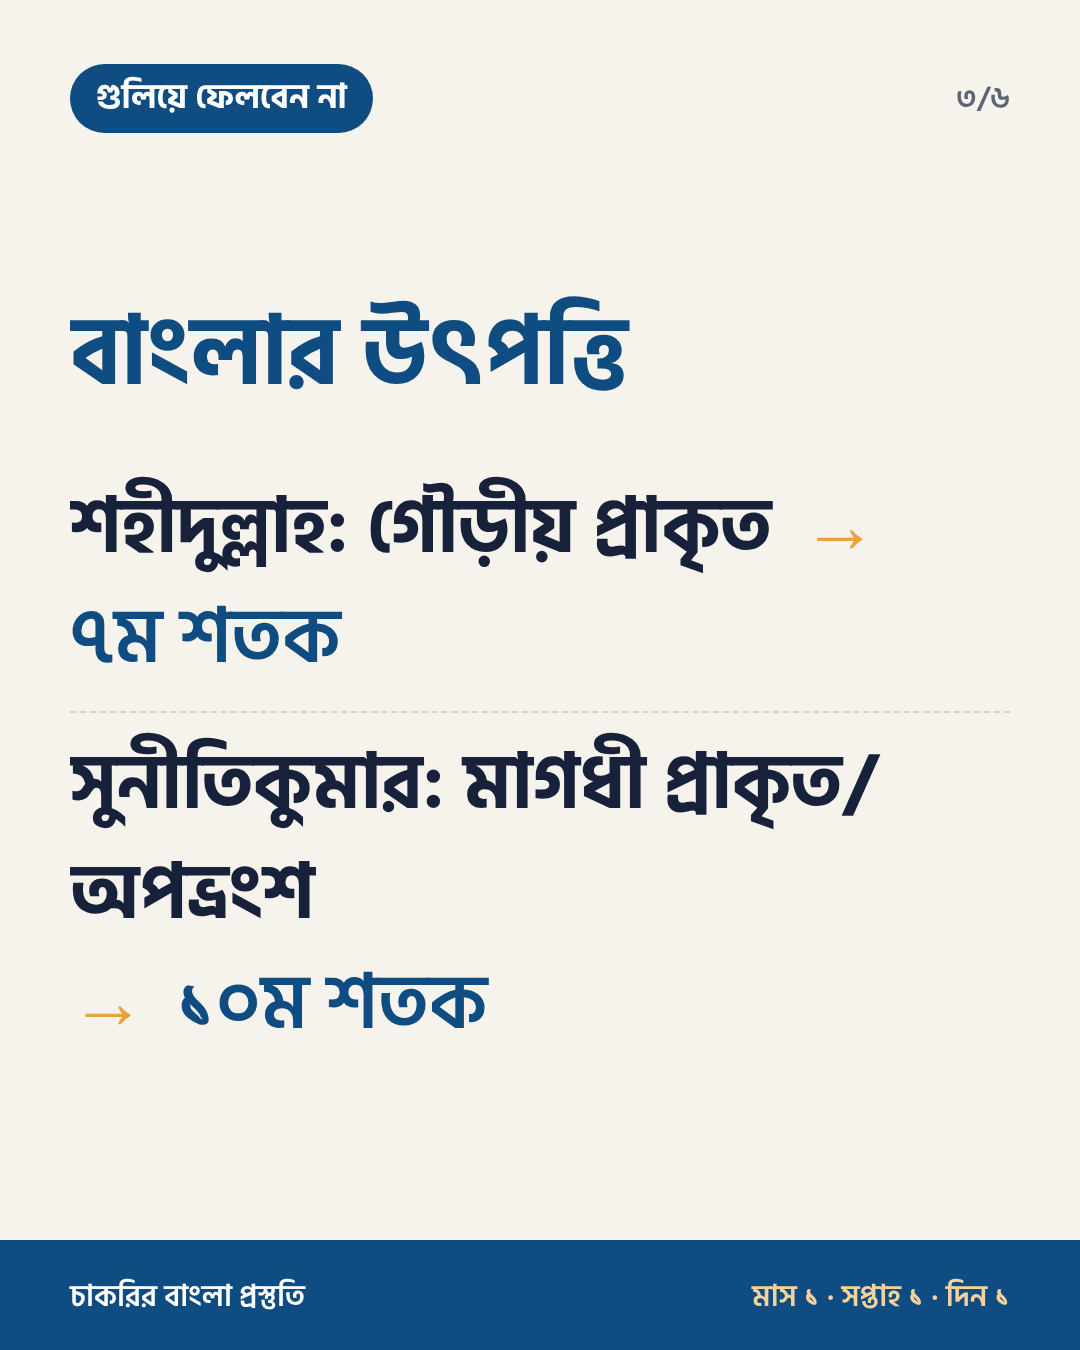 গুলিয়ে ফেলবেন না
৩/৬
বাংলার উৎপত্তি
শহীদুল্লাহ: গৌড়ীয় প্রাকৃত →
৭ম শতক
সুনীতিকুমার: মাগধী প্রাকৃত/
অপভ্রংশ
→ ১০ম শতক
চাকরির বাংলা প্রস্তুতি
মাস ১ · সপ্তাহ ১ · দিন ১